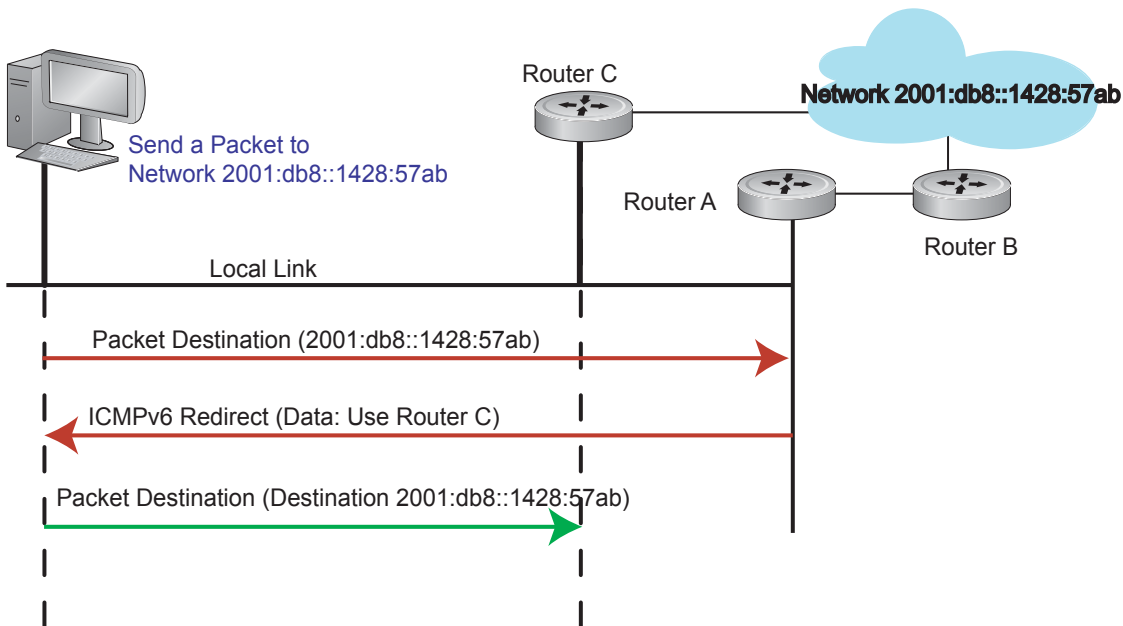 Router C
Network 2001:db8::1428:57ab
Send a Packet to
Network 2001:db8::1428:57ab
Router A
Router B
Local Link
Packet Destination (2001:db8::1428:57ab)
ICMPv6 Redirect (Data: Use Router C)
Packet Destination (Destination 2001:db8::1428:57ab)